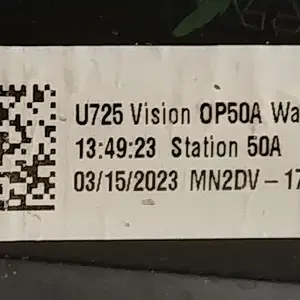 U725 Vision OP50A Wa
13:49:23 Station 50A
03/15/2023 MN2DV-17